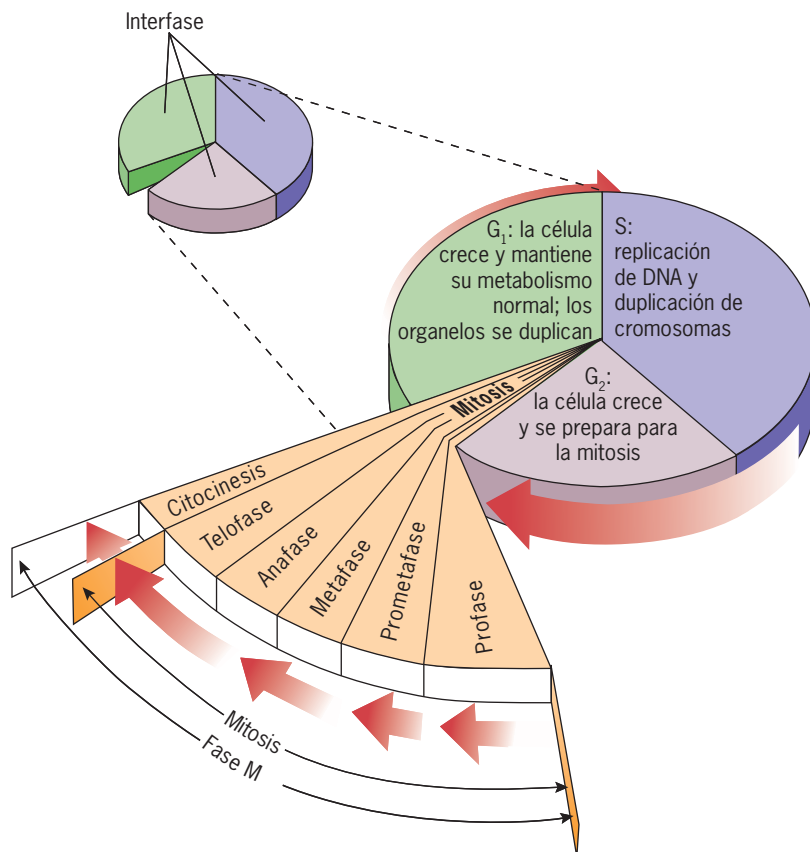 Interfase
G₁: la célula
crece y mantiene
su metabolismo
normal; los
organelos se duplican
S:
replicación
de DNA y
duplicación de
cromosomas
G₂:
la célula crece
y se prepara para
la mitosis
Mitosis
Citocinesis
Telofase
Anafase
Metafase
Prometafase
Profase
Mitosis
Fase M